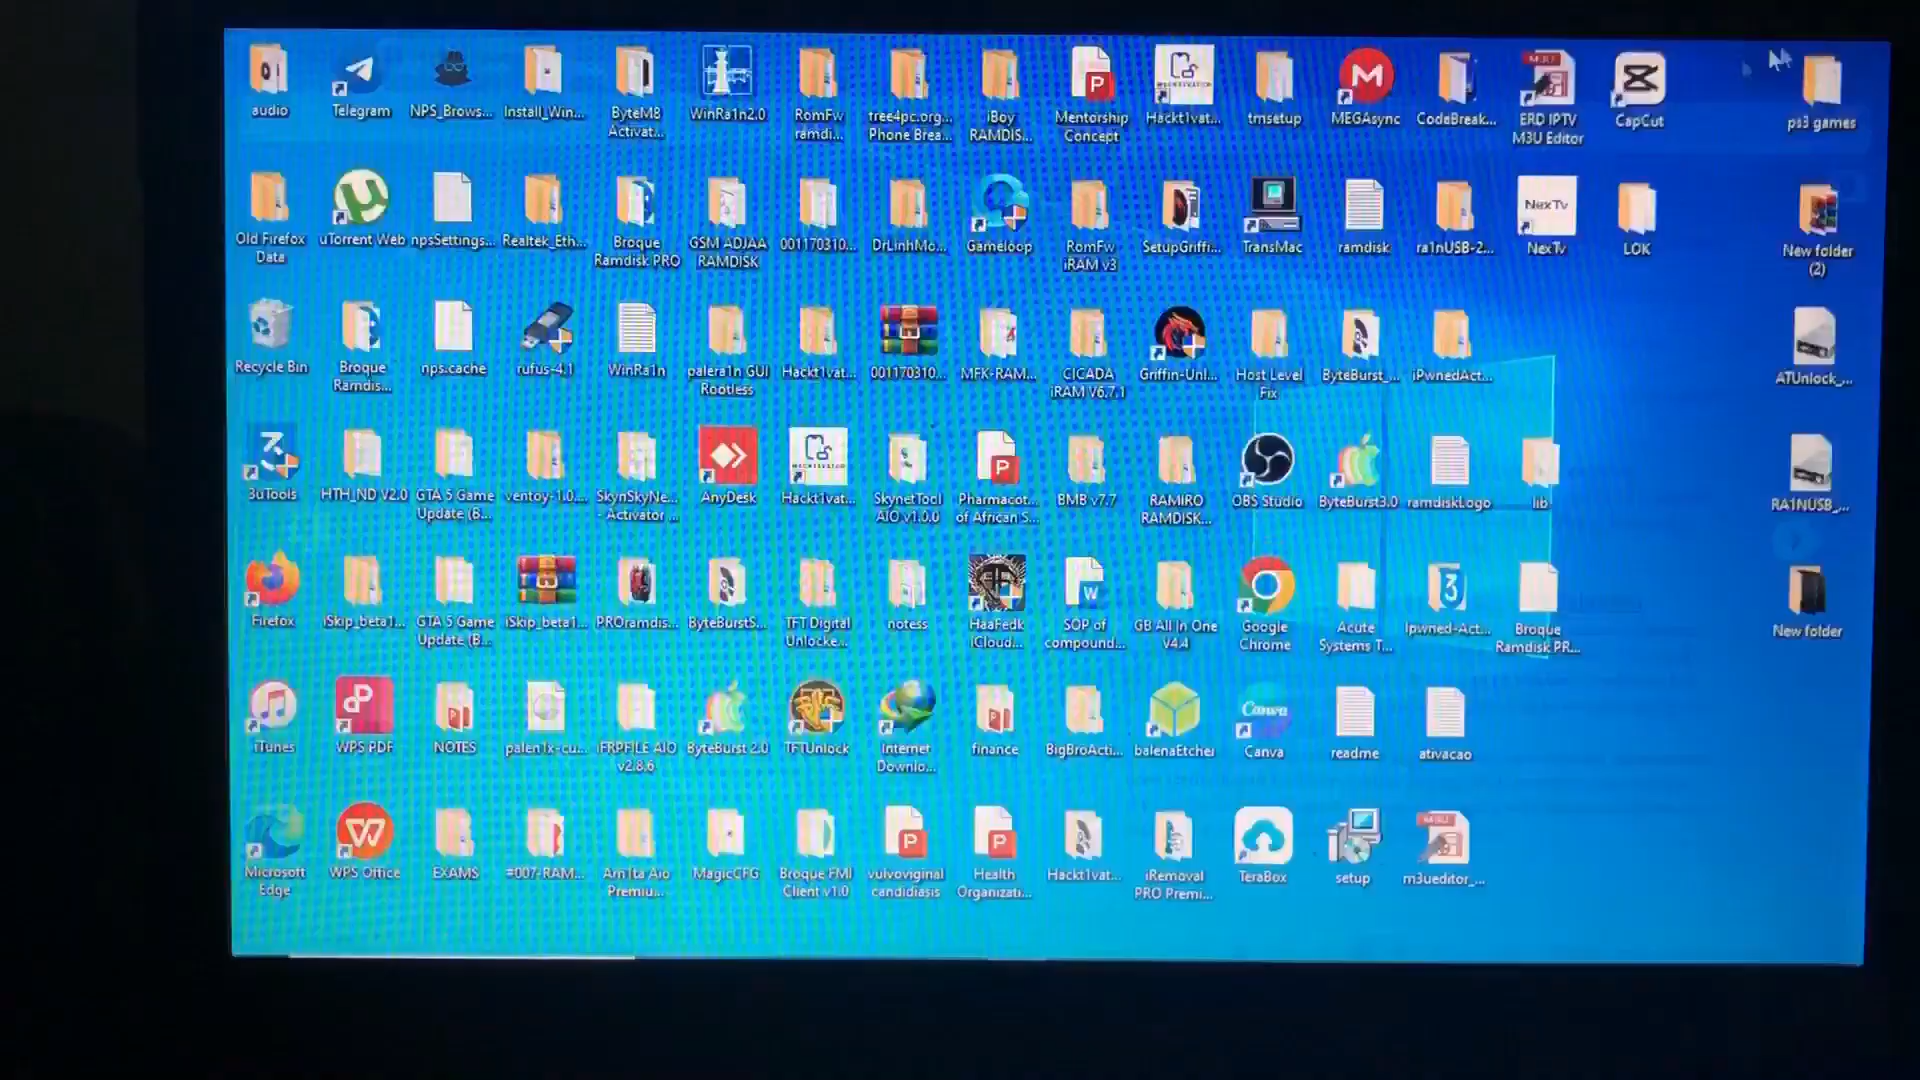 audio
Telegram
NPS_Brows...
Install_Win...
ByteM8
Activat...
WinRa1n2.0
RomFw
ramdi...
tree4pc.org...
Phone Brea...
iBoy
RAMDIS...
Mentorship
Concept
Hackt1vat...
tmsetup
MEGAsync
CodeBreak...
ERD IPTV
M3U Editor
CapCut
ps3 games
Old Firefox
Data
uTorrent Web
npsSettings...
Realtek_Eth...
Broque
Ramdisk PRO
GSM ADJAA
RAMDISK
001170310...
DrLinhMo...
Gameloop
RomFw
iRAM v3
SetupGriffi...
TransMac
ramdisk
ra1nUSB-2...
NexTv
NexTv
LOK
New folder
(2)
Recycle Bin
Broque
Ramdis...
nps.cache
rufus-4.1
WinRa1n
palera1n GUI
Rootless
Hackt1vat...
001170310...
MFK-RAM...
CICADA
iRAM V6.7.1
Griffin-Unl...
Host Level
Fix
ByteBurst_...
iPwnedAct...
ATUnlock_...
3uTools
HTH_ND V2.0
GTA 5 Game
Update (B...
ventoy-1.0....
SkynSkyNe...
- Activator ...
AnyDesk
Hackt1vat...
SkynetTool
AIO v1.0.0
Pharmacot...
of African S...
BMB v7.7
RAMIRO
RAMDISK...
OBS Studio
ByteBurst3.0
ramdiskLogo
lib
RA1NUSB_...
Firefox
iSkip_beta1...
GTA 5 Game
Update (B...
iSkip_beta1...
PROramdis...
ByteBurstS...
TFT Digital
Unlocke...
notess
HaaFedk
iCloud...
SOP of
compound...
GB All In One
V4.4
Google
Chrome
Acute
Systems T...
Ipwned-Act...
Broque
Ramdisk PR...
New folder
iTunes
WPS PDF
NOTES
palen1x-cu...
iFRPFILE AIO
v2.8.6
ByteBurst 2.0
TFTUnlock
Internet
Downlo...
finance
BigBroActi...
balenaEtcher
Canva
Canva
readme
ativacao
Microsoft
Edge
WPS Office
EXAMS
#007-RAM...
Am Ita Aio
Premiu...
MagicCFG
Broque FMI
Client v1.0
vulvoviginal
candidiasis
Health
Organizati...
Hackt1vat...
iRemoval
PRO Premi...
TeraBox
setup
m3ueditor_...